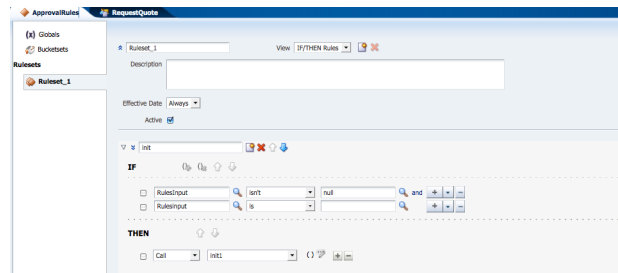 ApprovalRules RequestQuote
(x) Globals
Bucketsets
Rulesets
Ruleset_1
Ruleset_1 View IF/THEN Rules
Description
Effective Date Always
Active
init
IF
RulesInput isn't null and
RulesInput is
THEN
Call init1 ()